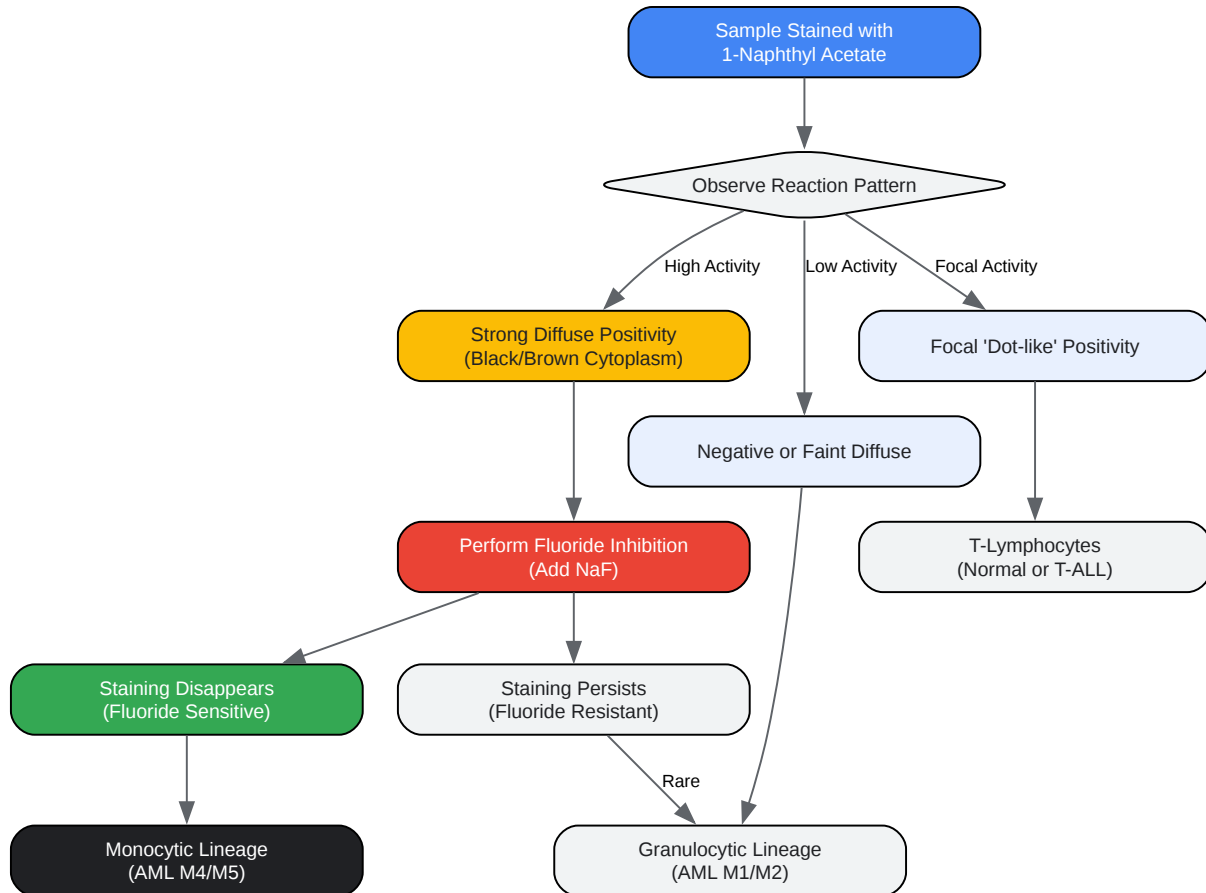 Sample Stained with
1-Naphthyl Acetate
Observe Reaction Pattern
High Activity
Low Activity
Focal Activity
Strong Diffuse Positivity
(Black/Brown Cytoplasm)
Focal 'Dot-like' Positivity
Negative or Faint Diffuse
Perform Fluoride Inhibition
(Add NaF)
T-Lymphocytes
(Normal or T-ALL)
Staining Disappears
(Fluoride Sensitive)
Staining Persists
(Fluoride Resistant)
Rare
Monocytic Lineage
(AML M4/M5)
Granulocytic Lineage
(AML M1/M2)